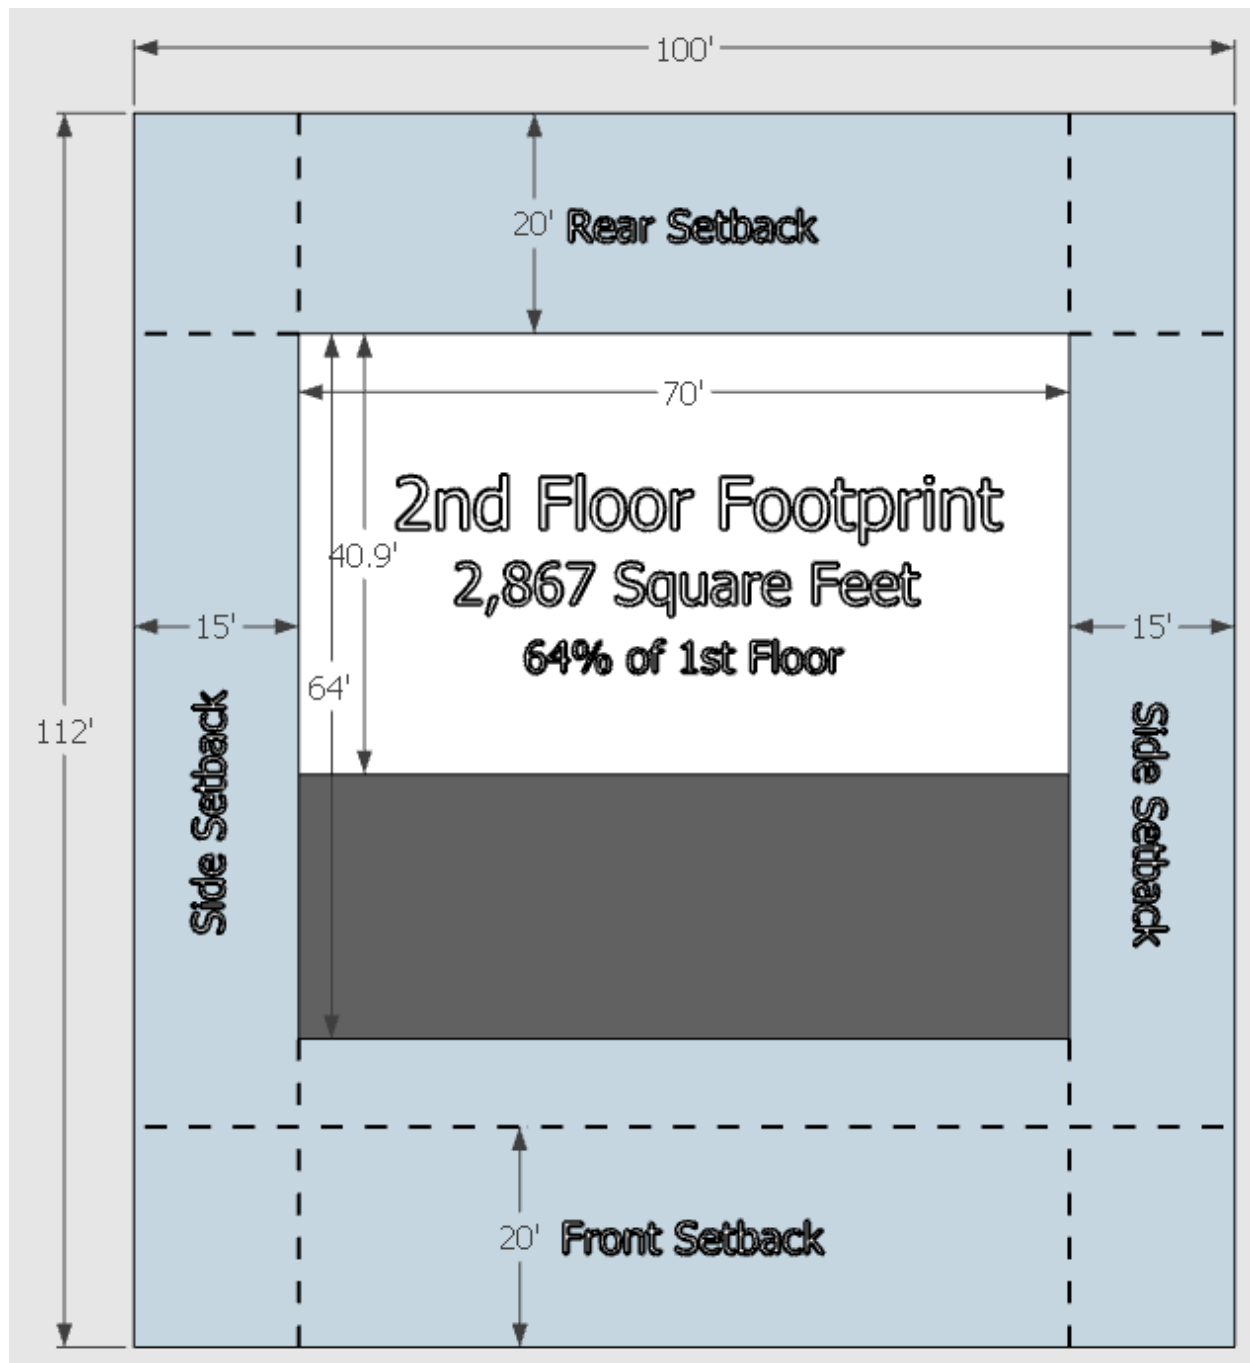 100'
20' Rear Setback
70'
2nd Floor Footprint
40.9'
2,867 Square Feet
15'
15'
64% of 1st Floor
64'
112'
Side Setback
Side Setback
20' Front Setback